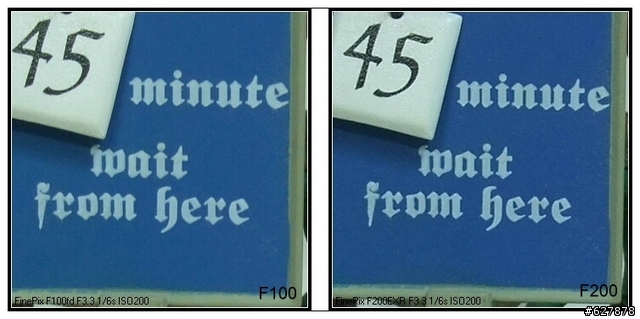 45
minute
wait
from here
F100
FinePix F100fd F3.3 1/6s ISO200
45
minute
wait
from here
F200
FinePix F200EXR F3.3 1/6s ISO200
#627878